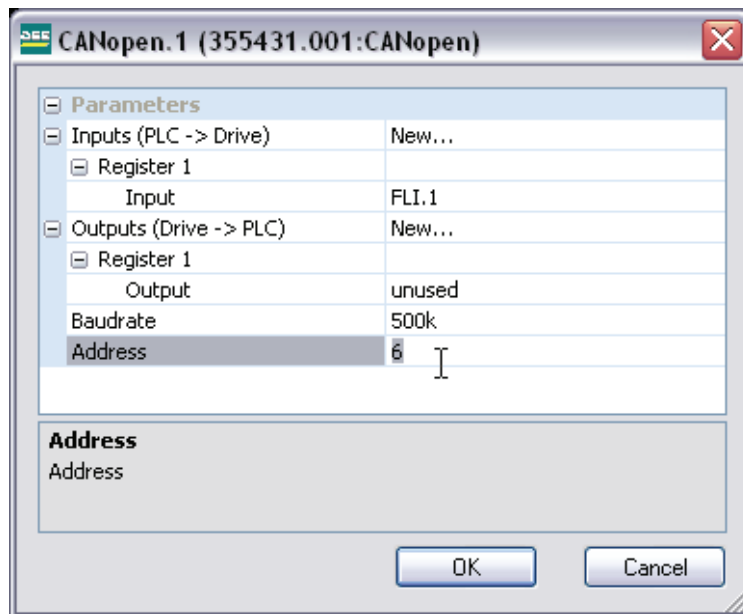 CANopen.1 (355431.001:CANopen)
Parameters
Inputs (PLC -> Drive) New...
Register 1
Input FLI.1
Outputs (Drive -> PLC) New...
Register 1
Output unused
Baudrate 500k
Address 6
Address
Address
OK Cancel